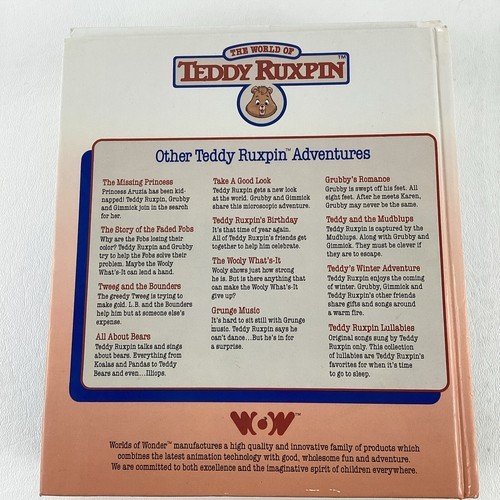 THE WORLD OF
TEDDY RUXPIN™
Other Teddy Ruxpin™ Adventures
The Missing Princess
Princess Aruzia has been kid-
napped! Teddy Ruxpin, Grubby
and Gimmick join in the search
for her.
The Story of the Faded Fobs
Why are the Fobs losing their
color? Teddy Ruxpin and Grubby
try to help the Fobs solve their
problem. Maybe the Wooly
What's-It can lend a hand.
Tweeg and the Bounders
The greedy Tweeg is trying to
make gold. L.B. and the Bounders
help him but at someone else's
expense.
All About Bears
Teddy Ruxpin talks and sings
about bears. Everything from
Koalas and Pandas to Teddy
Bears and even...Illiops.
Take A Good Look
Teddy Ruxpin gets a new look
at the world. Grubby and Gimmick
share this microscopic adventure.
Teddy Ruxpin's Birthday
It's that time of year again.
All of Teddy Ruxpin's friends get
together to help him celebrate.
The Wooly What's-It
Wooly shows just how strong
he is. But is there anything that
can make the Wooly What's-It
give up?
Grunge Music
It's hard to sit still with Grunge
music. Teddy Ruxpin says he
can't dance...But he's in for
a surprise.
Grubby's Romance
Grubby is swept off his feet. All
eight feet. After he meets Karen,
Grubby may never be the same.
Teddy and the Mudblups
Teddy Ruxpin is captured by the
Mudblups. Along with Grubby and
Gimmick. They must be clever if
they are to escape.
Teddy's Winter Adventure
Teddy Ruxpin enjoys the coming
of winter. Grubby, Gimmick and
Teddy Ruxpin's other friends
share gifts and songs around
a warm fire.
Teddy Ruxpin Lullabies
Original songs sung by Teddy
Ruxpin only. This collection
of lullabies are Teddy Ruxpin's
favorites for when it's time
to go to sleep.
WOW™
Worlds of Wonder™ manufactures a high quality and innovative family of products which
combines the latest animation technology with good, wholesome fun and adventure.
We are committed to both excellence and the imaginative spirit of children everywhere.